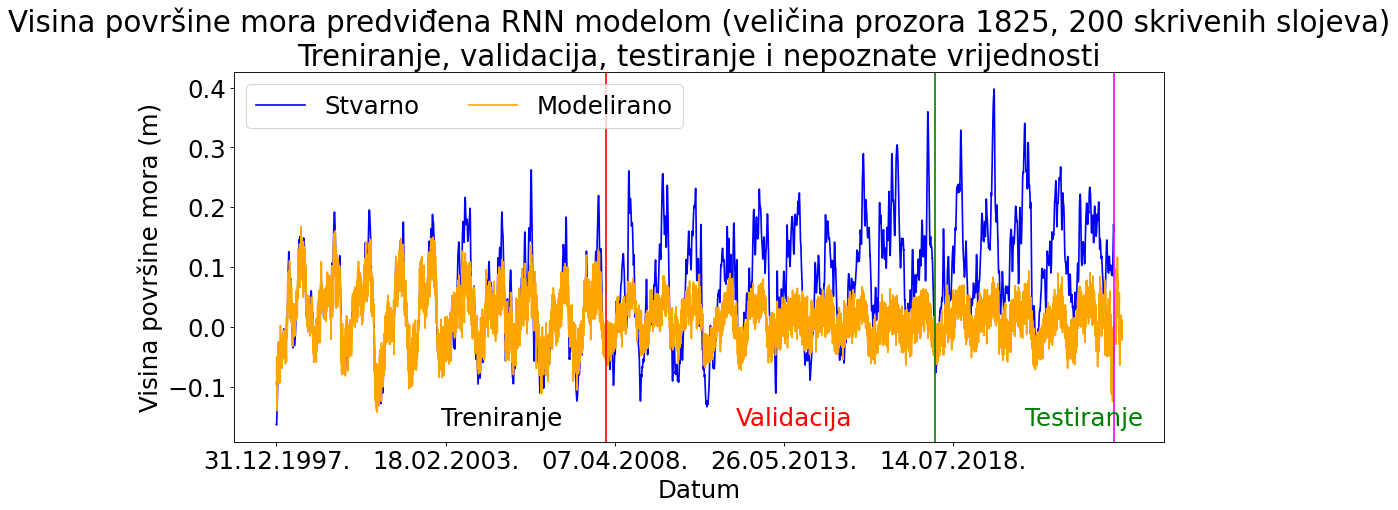 Visina površine mora predviđena RNN modelom (veličina prozora 1825, 200 skrivenih slojeva)
Treniranje, validacija, testiranje i nepoznate vrijednosti
Stvarno Modelirano
Visina površine mora (m)
0.4
0.3
0.2
0.1
0.0
−0.1
Treniranje Validacija Testiranje
31.12.1997. 18.02.2003. 07.04.2008. 26.05.2013. 14.07.2018.
Datum